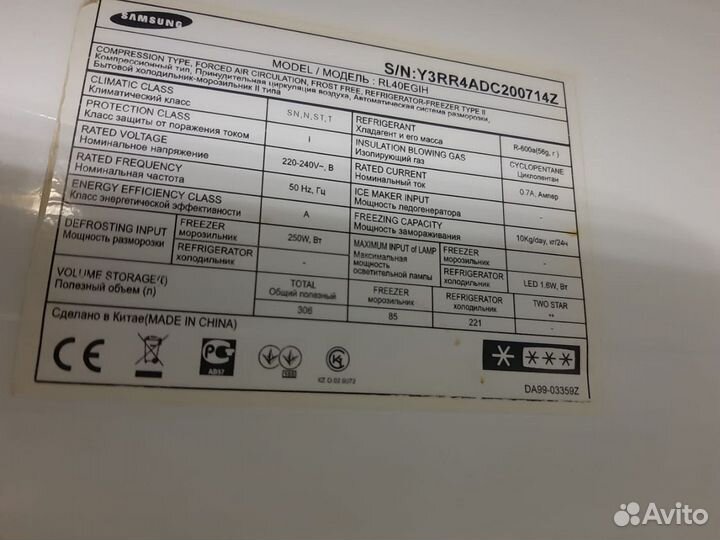 SAMSUNG
S/N:Y3RR4ADC200714Z
MODEL / МОДЕЛЬ : RL40EGIH
COMPRESSION TYPE, FORCED AIR CIRCULATION, FROST FREE, REFRIGERATOR-FREEZER TYPE II
Компрессионный тип, Принудительная циркуляция воздуха, Автоматическая система разморозки,
Бытовой холодильник-морозильник II типа
CLIMATIC CLASS
Климатический класс
SN,N,ST,T
REFRIGERANT
Хладагент и его масса
R-600a(56g, г )
PROTECTION CLASS
Класс защиты от поражения током
I
INSULATION BLOWING GAS
Изолирующий газ
CYCLOPENTANE
Циклопентан
RATED VOLTAGE
Номинальное напряжение
220-240V~, В
RATED CURRENT
Номинальный ток
0.7A, Ампер
RATED FREQUENCY
Номинальная частота
50 Hz, Гц
ICE MAKER INPUT
Мощность ледогенератора
-
ENERGY EFFICIENCY CLASS
Класс энергетической эффективности
A
FREEZING CAPACITY
Мощность замораживания
10Kg/day, кг/24ч
DEFROSTING INPUT
Мощность разморозки
FREEZER
морозильник
250W, Вт
REFRIGERATOR
холодильник
-
MAXIMUM INPUT of LAMP
Максимальная
мощность
осветительной лампы
FREEZER
морозильник
-
REFRIGERATOR
холодильник
LED 1.6W, Вт
VOLUME STORAGE(ℓ)
Полезный объем (л)
TOTAL
Общий полезный
306
FREEZER
морозильник
85
REFRIGERATOR
холодильник
221
TWO STAR
**
-
Сделано в Китае(MADE IN CHINA)
CE
РСТ
АВ57
KZ.O.02.0072
DA99-03359Z
Avito